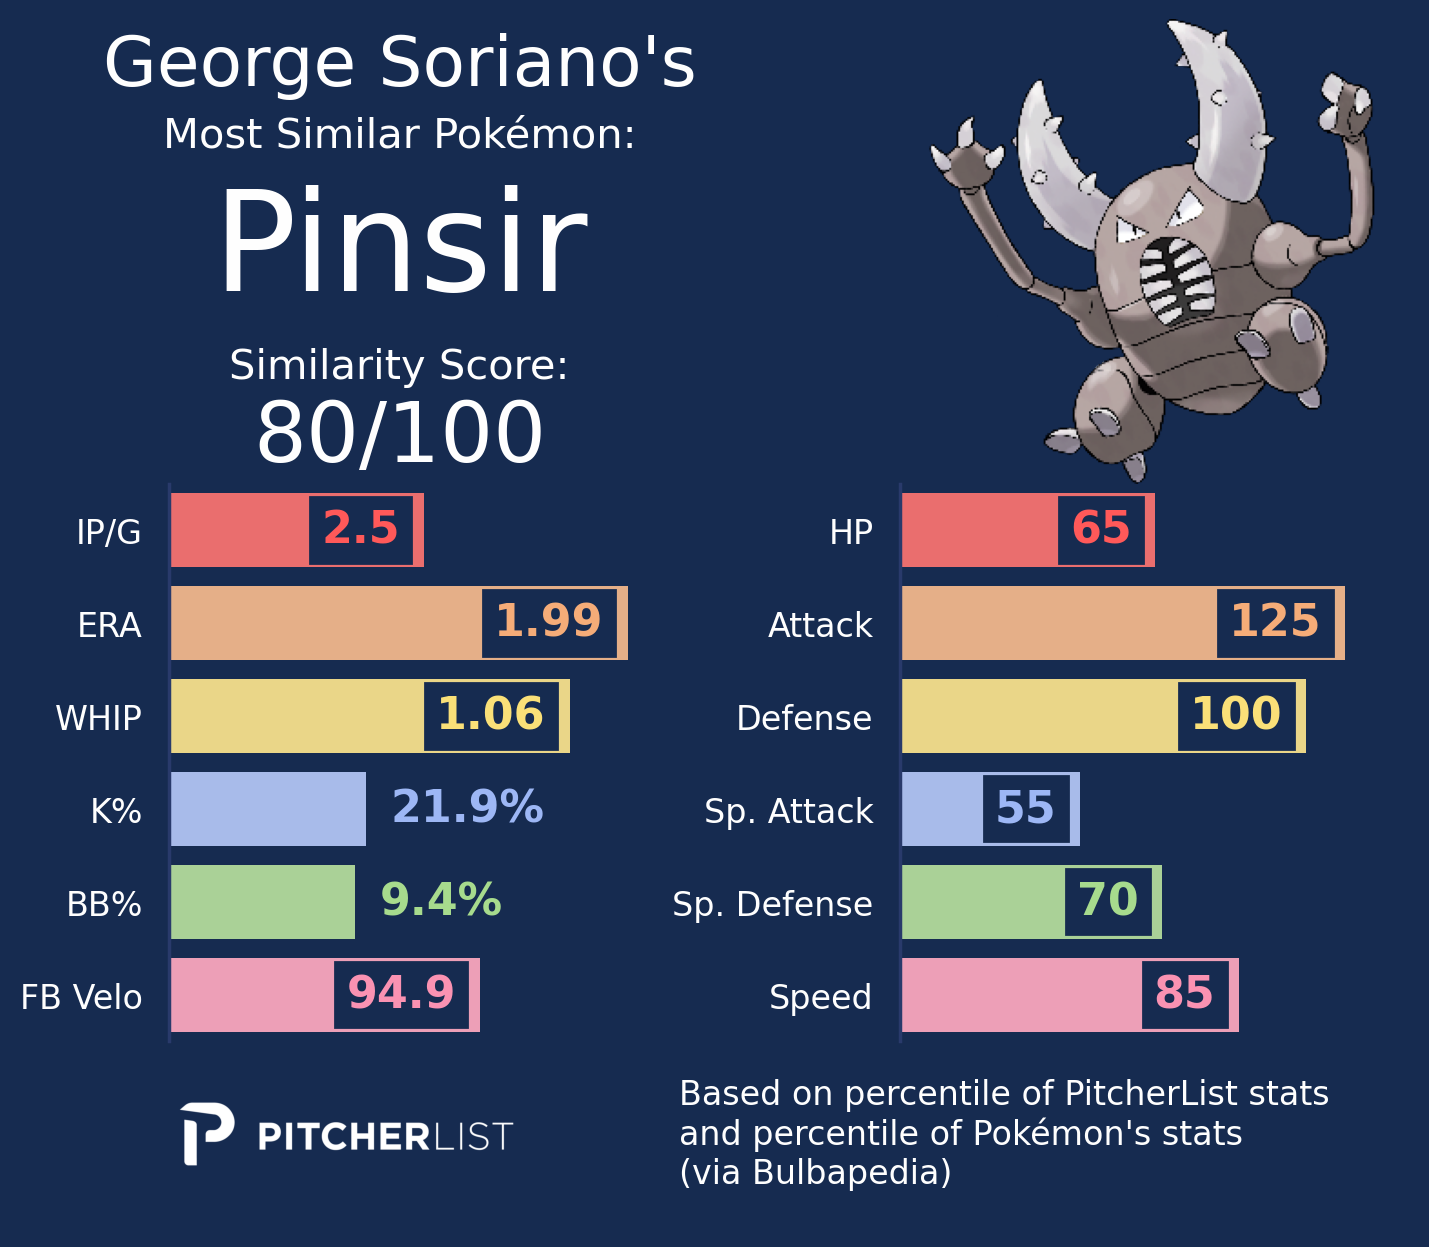 George Soriano's
Most Similar Pokémon:
Pinsir
Similarity Score:
80/100
IP/G 2.5
ERA 1.99
WHIP 1.06
K% 21.9%
BB% 9.4%
FB Velo 94.9
HP 65
Attack 125
Defense 100
Sp. Attack 55
Sp. Defense 70
Speed 85
PITCHERLIST
Based on percentile of PitcherList stats
and percentile of Pokémon's stats
(via Bulbapedia)